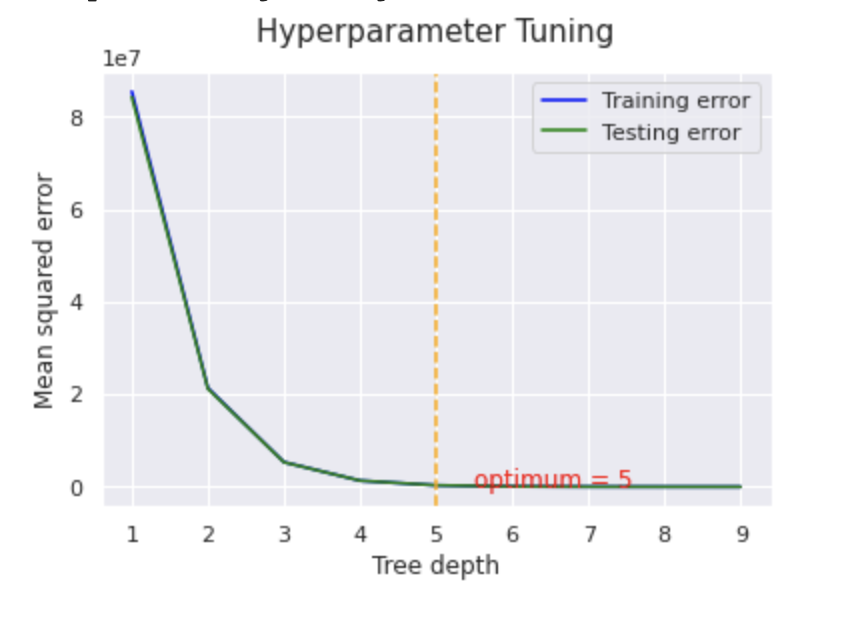 Hyperparameter Tuning
1e7
Training error
Testing error
8
6
4
2
0
Mean squared error
optimum = 5
1 2 3 4 5 6 7 8 9
Tree depth